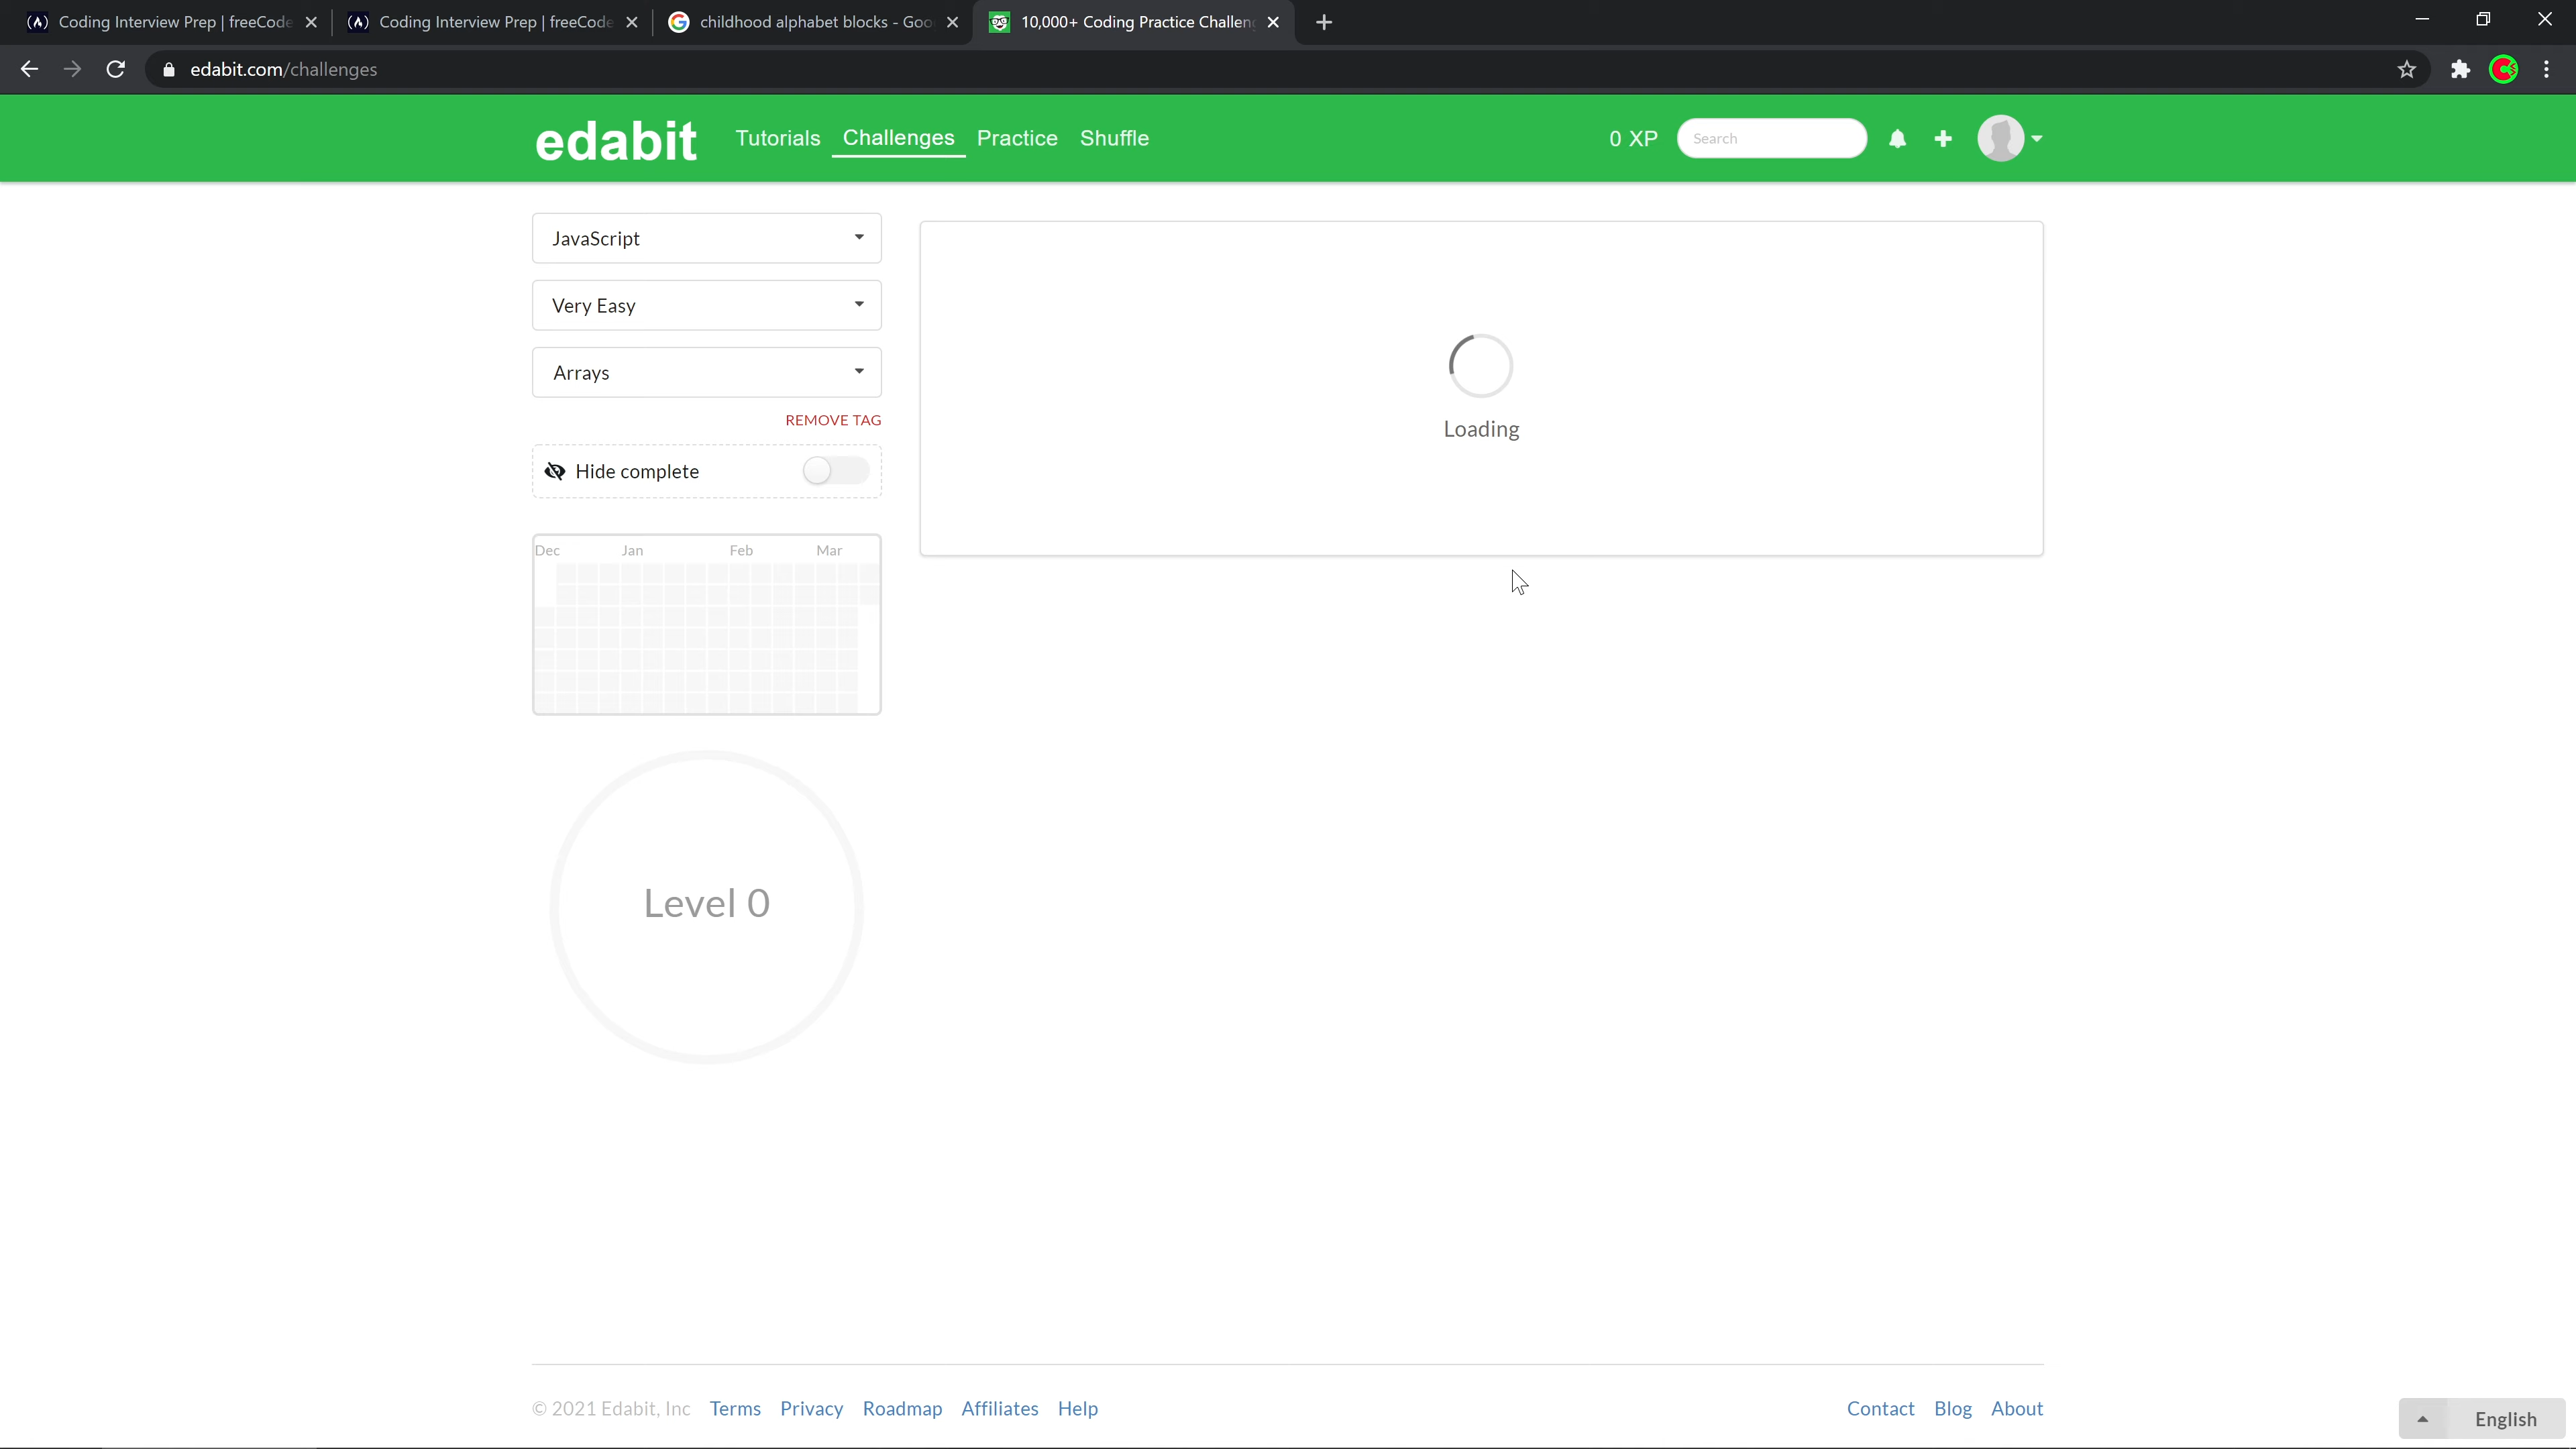 Coding Interview Prep | freeCode
Coding Interview Prep | freeCode
childhood alphabet blocks - Goo
10,000+ Coding Practice Challeng
edabit.com/challenges
edabit Tutorials Challenges Practice Shuffle 0 XP Search
JavaScript
Very Easy
Arrays
REMOVE TAG
Hide complete
Loading
Dec Jan Feb Mar
Level 0
© 2021 Edabit, Inc Terms Privacy Roadmap Affiliates Help Contact Blog About
English